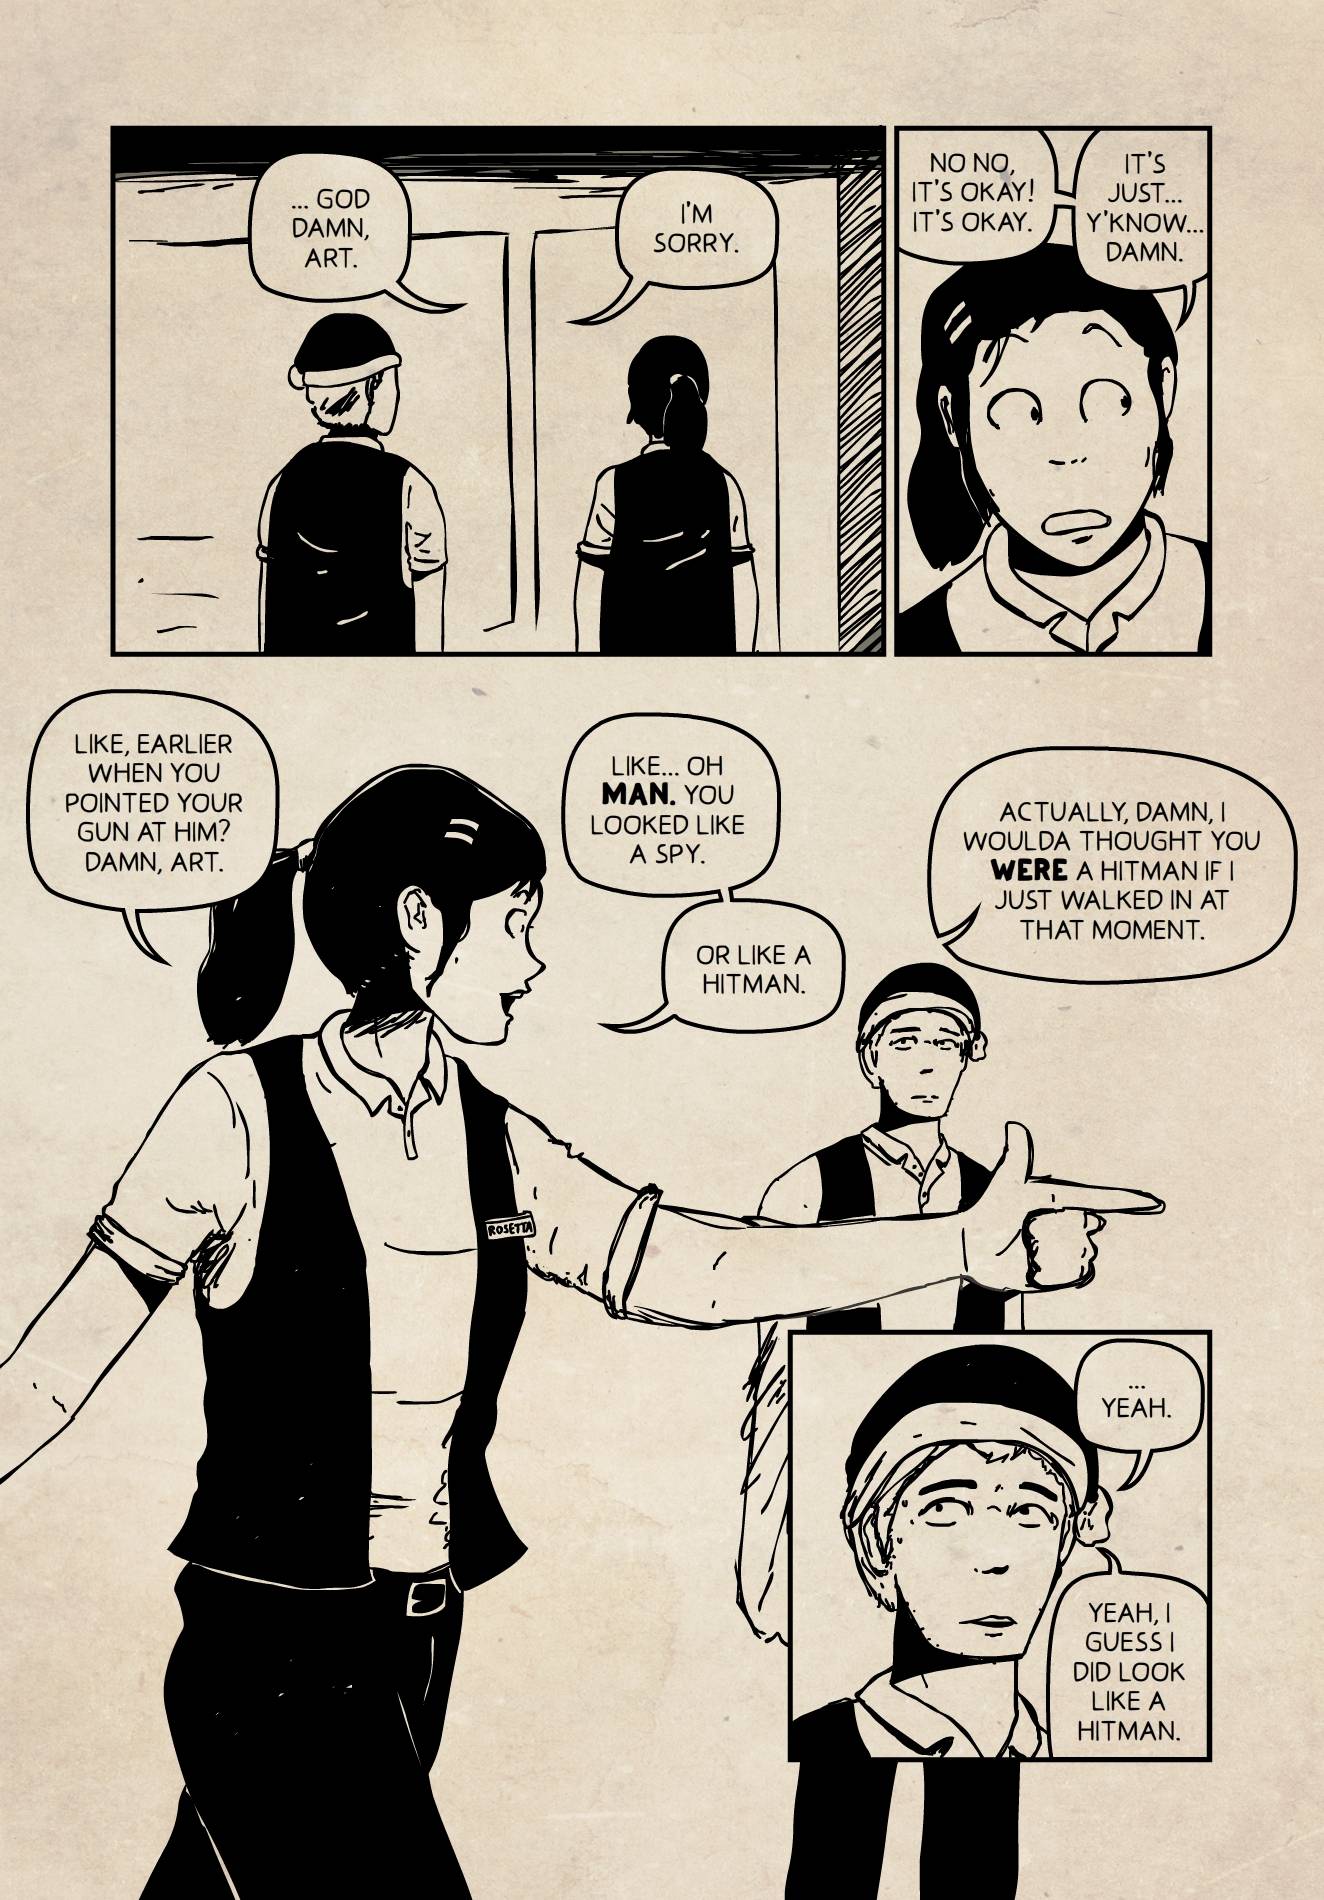 ... GOD
DAMN,
ART.
I'M
SORRY.
NO NO,
IT'S OKAY!
IT'S OKAY.
IT'S
JUST...
Y'KNOW...
DAMN.
LIKE, EARLIER
WHEN YOU
POINTED YOUR
GUN AT HIM?
DAMN, ART.
LIKE... OH
MAN. YOU
LOOKED LIKE
A SPY.
OR LIKE A
HITMAN.
ACTUALLY, DAMN, I
WOULDA THOUGHT YOU
WERE A HITMAN IF I
JUST WALKED IN AT
THAT MOMENT.
ROSETTA
...
YEAH.
YEAH, I
GUESS I
DID LOOK
LIKE A
HITMAN.